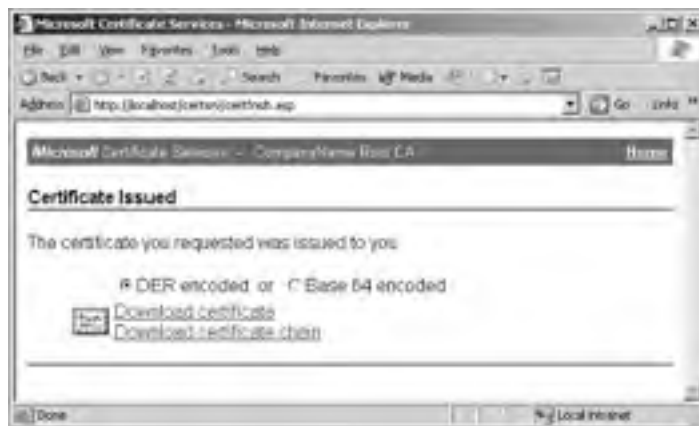 Microsoft Certificate Services - Microsoft Internet Explorer
File Edit View Favorites Tools Help
Back Search Favorites Media
Address http://localhost/certsrv/certfnsh.asp Go Links »
Microsoft Certificate Services -- CompanyName Root CA Home
Certificate Issued
The certificate you requested was issued to you.
DER encoded or Base 64 encoded
Download certificate
Download certificate chain
Done Local intranet